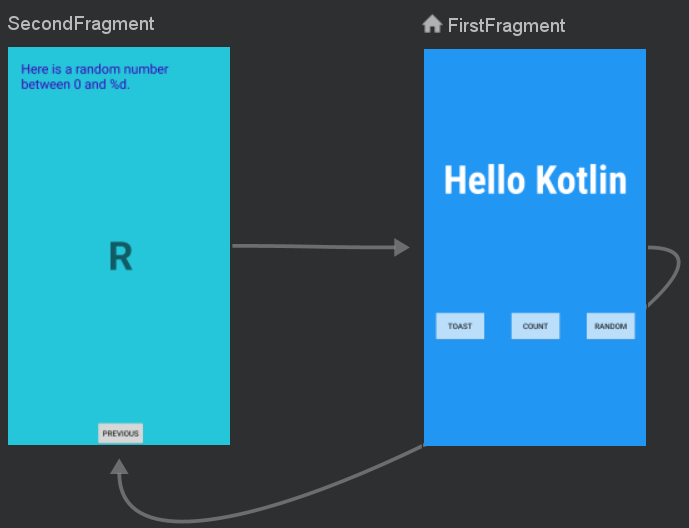 SecondFragment
FirstFragment
Here is a random number
between 0 and %d.
R
PREVIOUS
Hello Kotlin
TOAST
COUNT
RANDOM